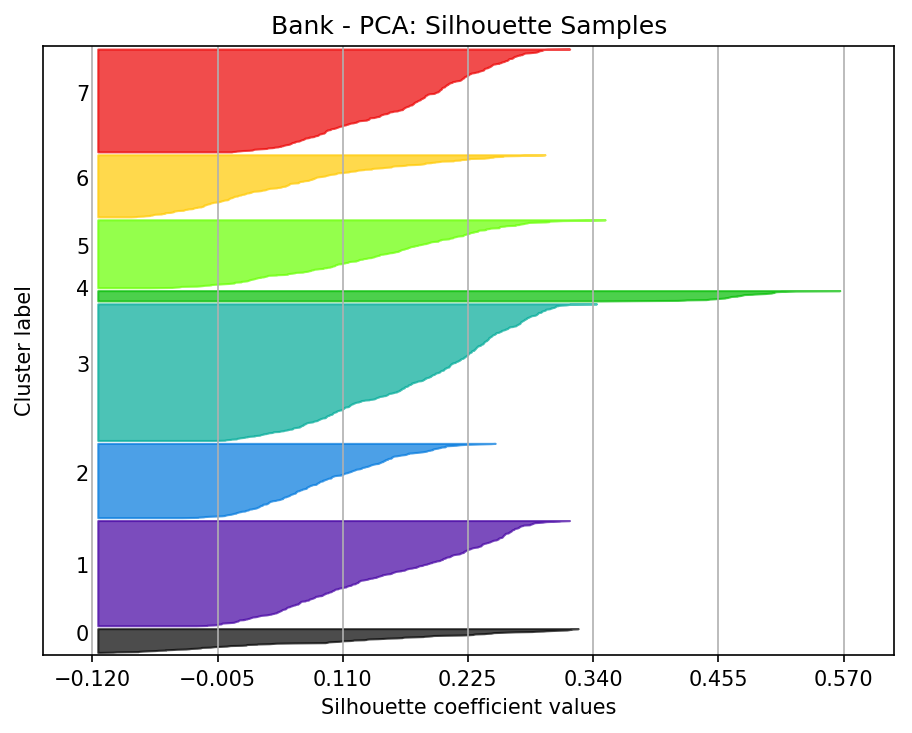 Bank - PCA: Silhouette Samples
Cluster label
7
6
5
4
3
2
1
0
−0.120 −0.005 0.110 0.225 0.340 0.455 0.570
Silhouette coefficient values